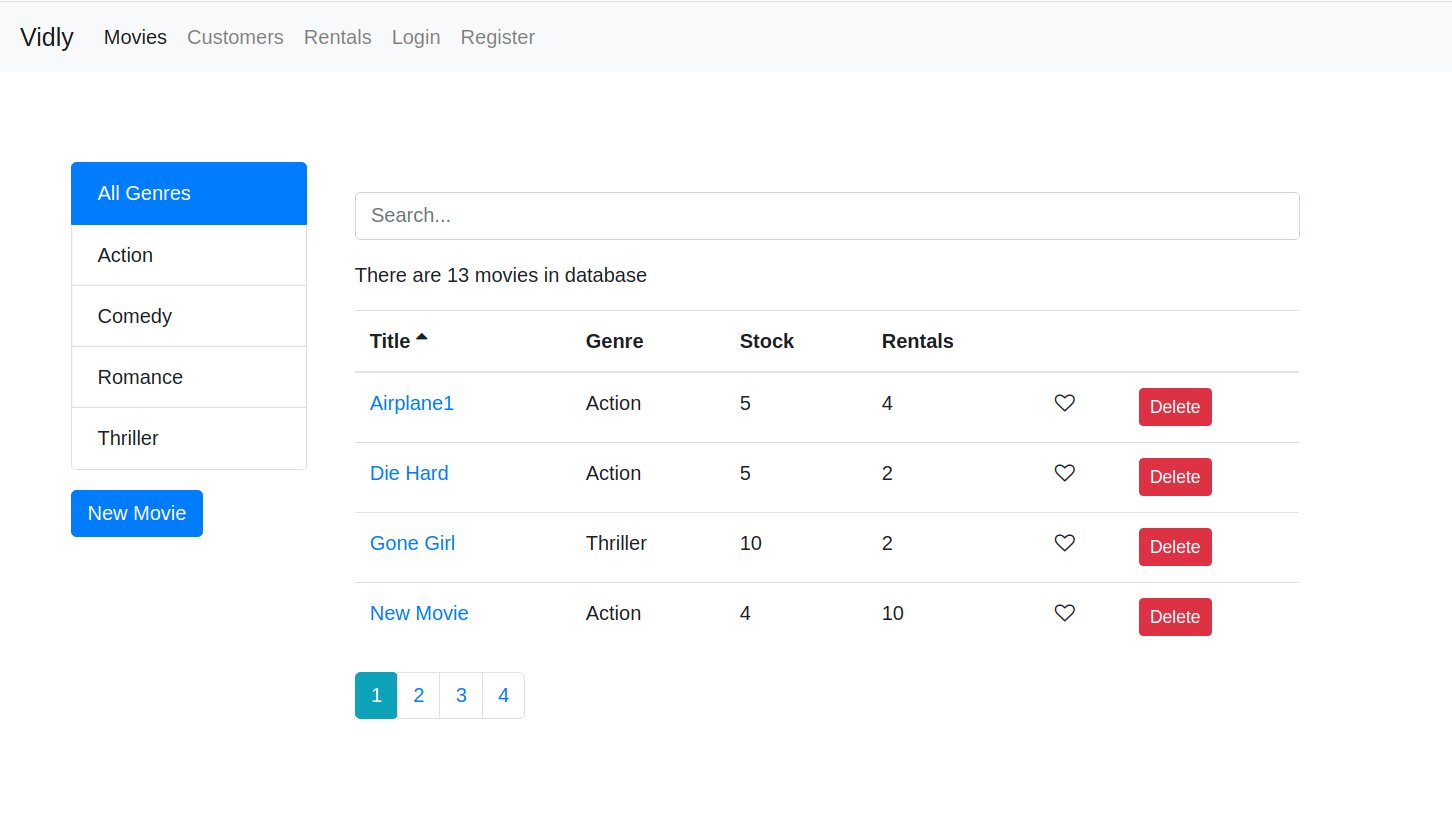 Vidly Movies Customers Rentals Login Register
All Genres
Action
Comedy
Romance
Thriller
New Movie
Search...
There are 13 movies in database
Title Genre Stock Rentals
Airplane1 Action 5 4 Delete
Die Hard Action 5 2 Delete
Gone Girl Thriller 10 2 Delete
New Movie Action 4 10 Delete
1 2 3 4